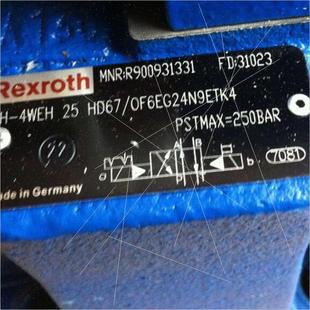 Rexroth
MNR:R900931331 FD:31023
H-4WEH 25 HD67/OF6EG24N9ETK4
PSTMAX=250BAR
a A B b
P T
7081
ade in Germany